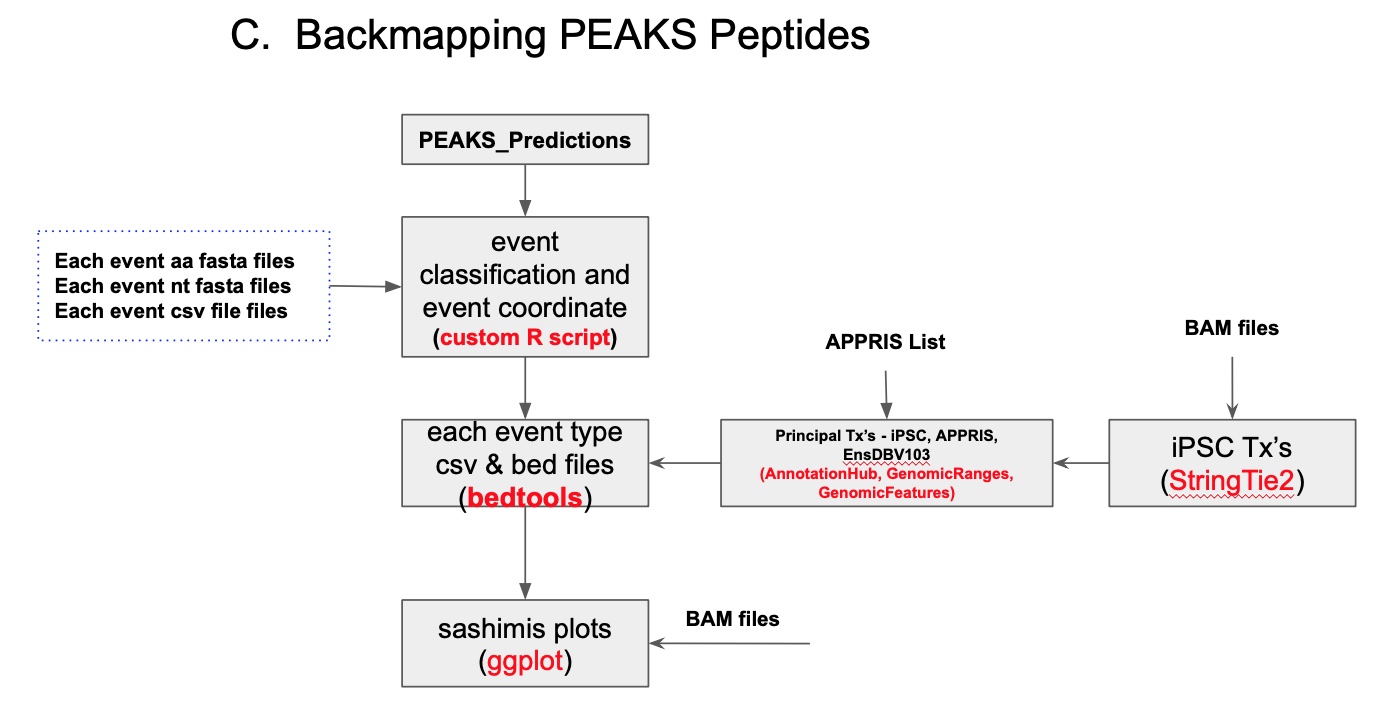 C. Backmapping PEAKS Peptides
PEAKS_Predictions
Each event aa fasta files
Each event nt fasta files
Each event csv file files
event
classification and
event coordinate
(custom R script)
APPRIS List
BAM files
each event type
csv & bed files
(bedtools)
Principal Tx’s - iPSC, APPRIS,
EnsDBV103
(AnnotationHub, GenomicRanges,
GenomicFeatures)
iPSC Tx’s
(StringTie2)
sashimis plots
(ggplot)
BAM files